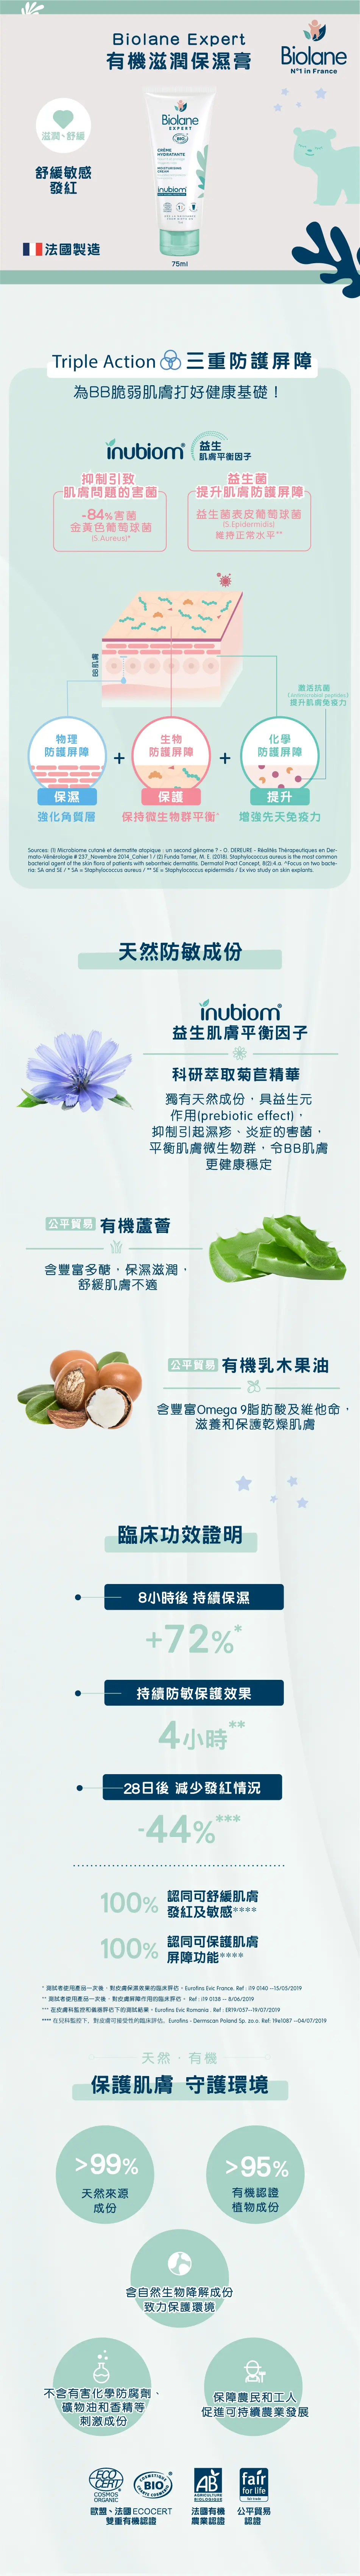 Biolane Expert
有機滋潤保濕膏
Biolane
N°1 in France
滋潤、舒緩
舒緩敏感
發紅
Biolane
EXPERT
BIO
CRÈME
HYDRATANTE
MOISTURISING
CREAM
inubiom
法國製造
75ml
Triple Action 三重防護屏障
為BB脆弱肌膚打好健康基礎！
inubiom® 益生
肌膚平衡因子
抑制引致
肌膚問題的害菌
-84%害菌
金黃色葡萄球菌
(S.Aureus)*
益生菌
提升肌膚防護屏障
益生菌表皮葡萄球菌
(S.Epidermidis)
維持正常水平**
BB肌膚
激活抗菌
(Antimicrobial peptides)
提升肌膚免疫力
物理
防護屏障
保濕
強化角質層
+
生物
防護屏障
保護
保持微生物群平衡^
+
化學
防護屏障
提升
增強先天免疫力
Sources: (1) Microbiome cutané et dermatite atopique : un second génome ? - O. DEREURE - Réalités Thérapeutiques en Der-
mato-Vénérologie # 237_Novembre 2014_Cahier 1 / (2) Funda Tamer, M. E. (2018). Staphylococcus aureus is the most common
bacterial agent of the skin flora of patients with seborrheic dermatitis. Dermatol Pract Concept, 8(2):4.a. ^Focus on two bacte-
ria: SA and SE / * SA = Staphylococcus aureus / ** SE = Staphylococcus epidermidis / Ex vivo study on skin explants.
天然防敏成份
inubiom®
益生肌膚平衡因子
科研萃取菊苣精華
獨有天然成份，具益生元
作用(prebiotic effect)，
抑制引起濕疹、炎症的害菌，
平衡肌膚微生物群，令BB肌膚
更健康穩定
公平貿易 有機蘆薈
含豐富多醣，保濕滋潤，
舒緩肌膚不適
公平貿易 有機乳木果油
含豐富Omega 9脂肪酸及維他命，
滋養和保護乾燥肌膚
臨床功效證明
8小時後 持續保濕
+72%*
持續防敏保護效果
4小時**
28日後 減少發紅情況
-44%***
100% 認同可舒緩肌膚
發紅及敏感****
100% 認同可保護肌膚
屏障功能****
* 測試者使用產品一次後，對皮膚保濕效果的臨床評估。Eurofins Evic France. Ref : i19 0140 --15/05/2019
** 測試者使用產品一次後，對皮膚屏障作用的臨床評估。 Ref : i19 0138 -- 8/06/2019
*** 在皮膚科監控和儀器評估下的測試結果。Eurofins Evic Romania . Ref : ER19/057--19/07/2019
**** 在兒科監控下，對皮膚可接受性的臨床評估。Eurofins - Dermscan Poland Sp. zo.o. Ref: 19e1087 --04/07/2019
天然．有機
保護肌膚 守護環境
>99%
天然來源
成份
>95%
有機認證
植物成份
含自然生物降解成份
致力保護環境
不含有害化學防腐劑、
礦物油和香精等
刺激成份
保障農民和工人
促進可持續農業發展
ECO
CERT
COSMOS
ORGANIC
COSMETIQUE
BIO
AB
AGRICULTURE
BIOLOGIQUE
fair
for life
fair trade
歐盟、法國ECOCERT
雙重有機認證
法國有機
農業認證
公平貿易
認證